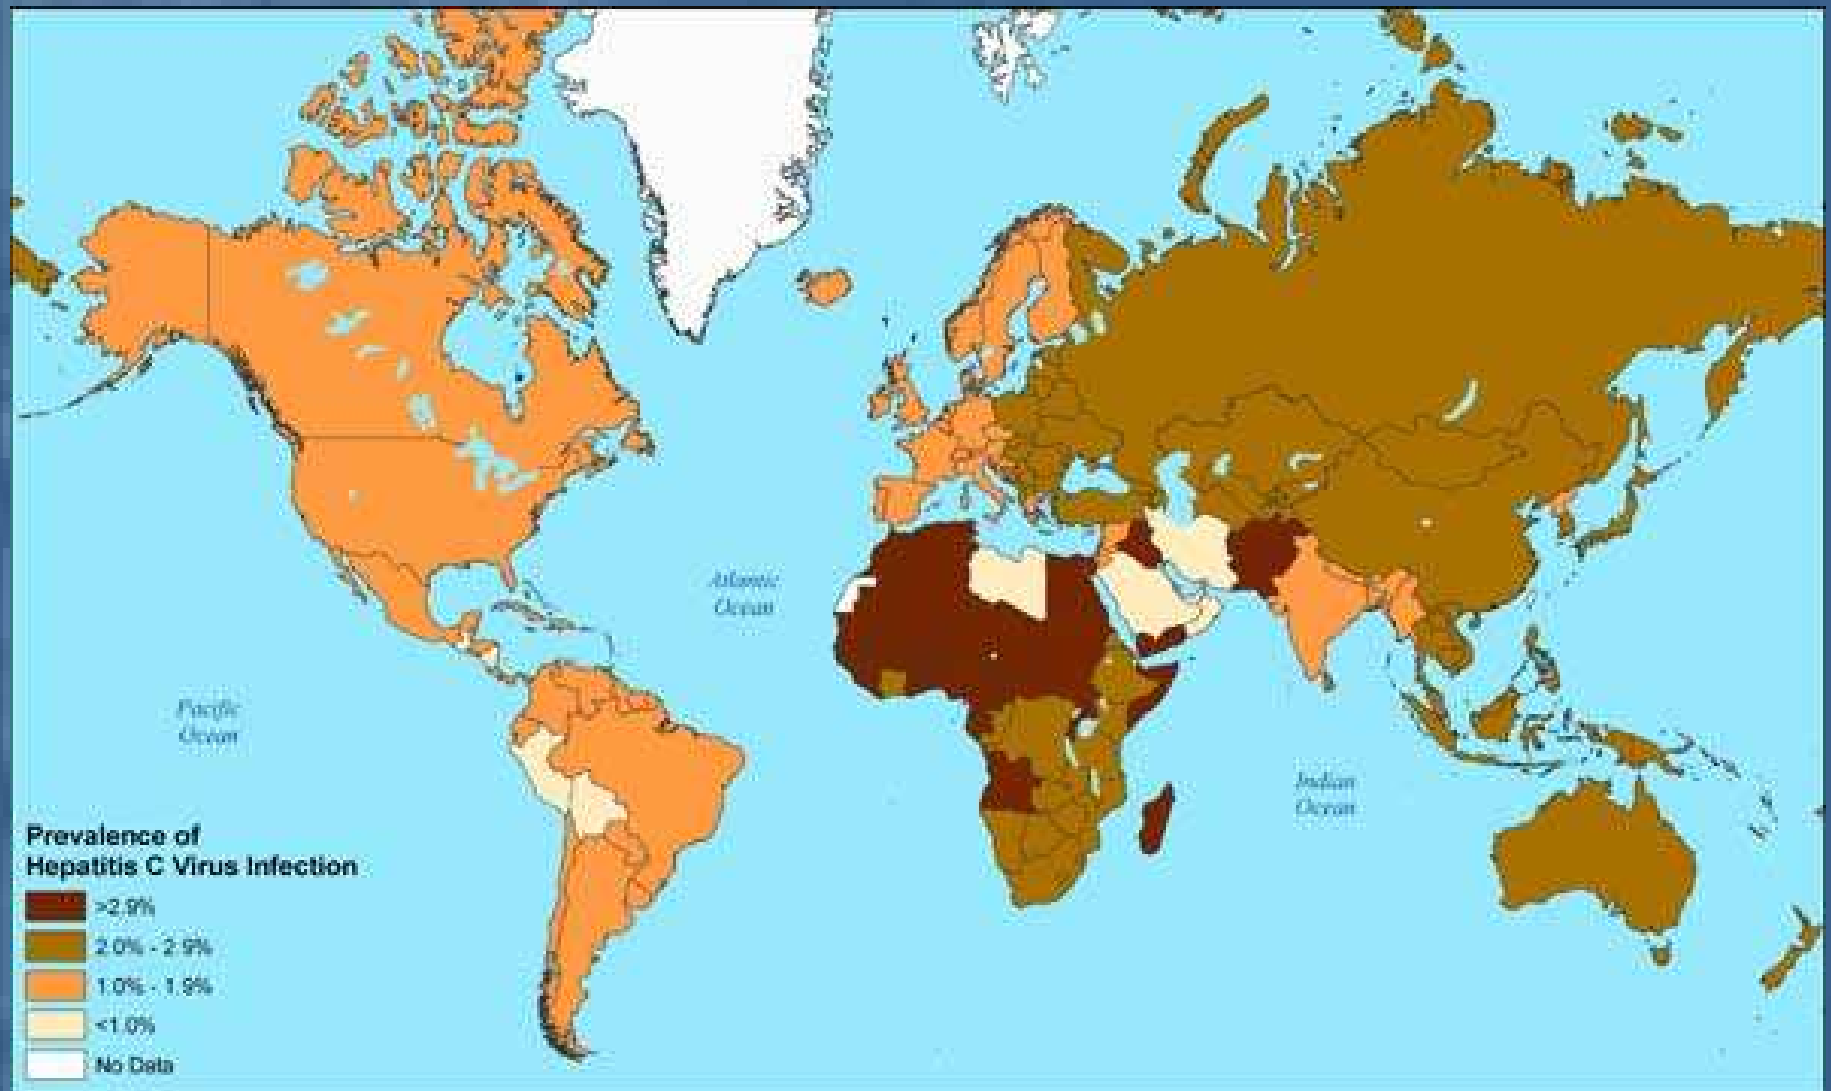 Atlantic
Ocean
Pacific
Ocean
Indian
Ocean
Prevalence of
Hepatitis C Virus Infection
>2.9%
2.0% - 2.9%
1.0% - 1.9%
<1.0%
No Data